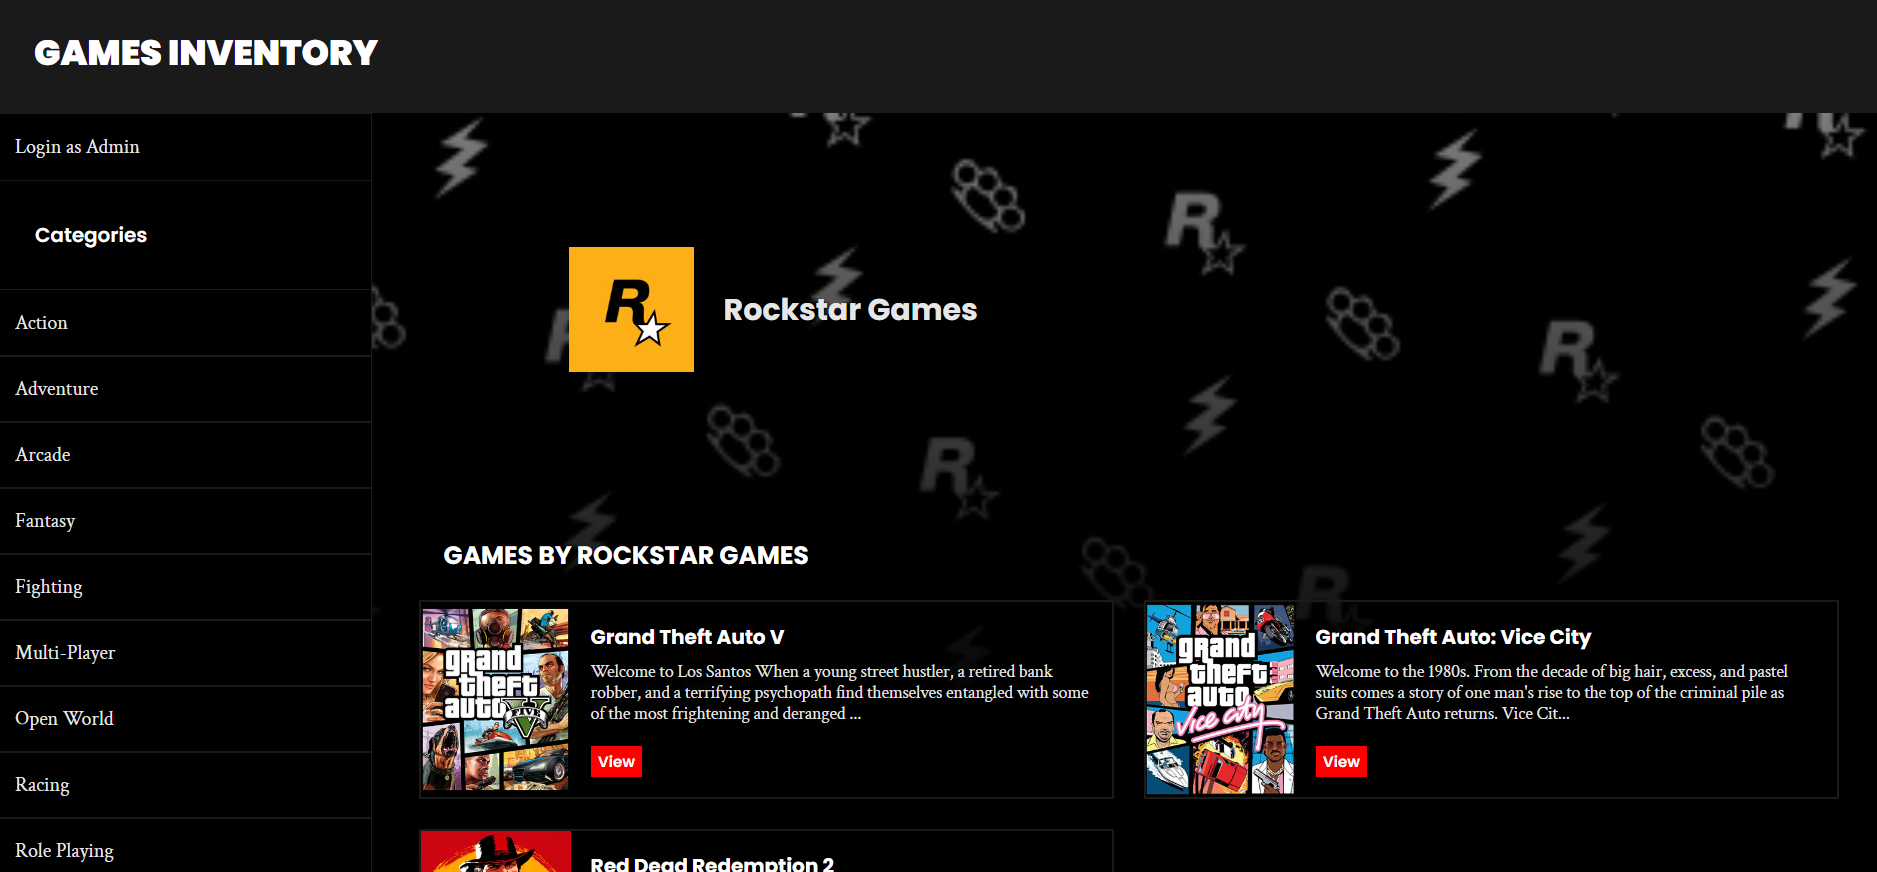 GAMES INVENTORY
Login as Admin
Categories
Action
Adventure
Arcade
Fantasy
Fighting
Multi-Player
Open World
Racing
Role Playing
R
Rockstar Games
GAMES BY ROCKSTAR GAMES
grand
theft
auto
V
FIVE
Grand Theft Auto V
Welcome to Los Santos When a young street hustler, a retired bank
robber, and a terrifying psychopath find themselves entangled with some
of the most frightening and deranged ...
View
grand
theft
auto
vice city
Grand Theft Auto: Vice City
Welcome to the 1980s. From the decade of big hair, excess, and pastel
suits comes a story of one man's rise to the top of the criminal pile as
Grand Theft Auto returns. Vice Cit...
View
Red Dead Redemption 2